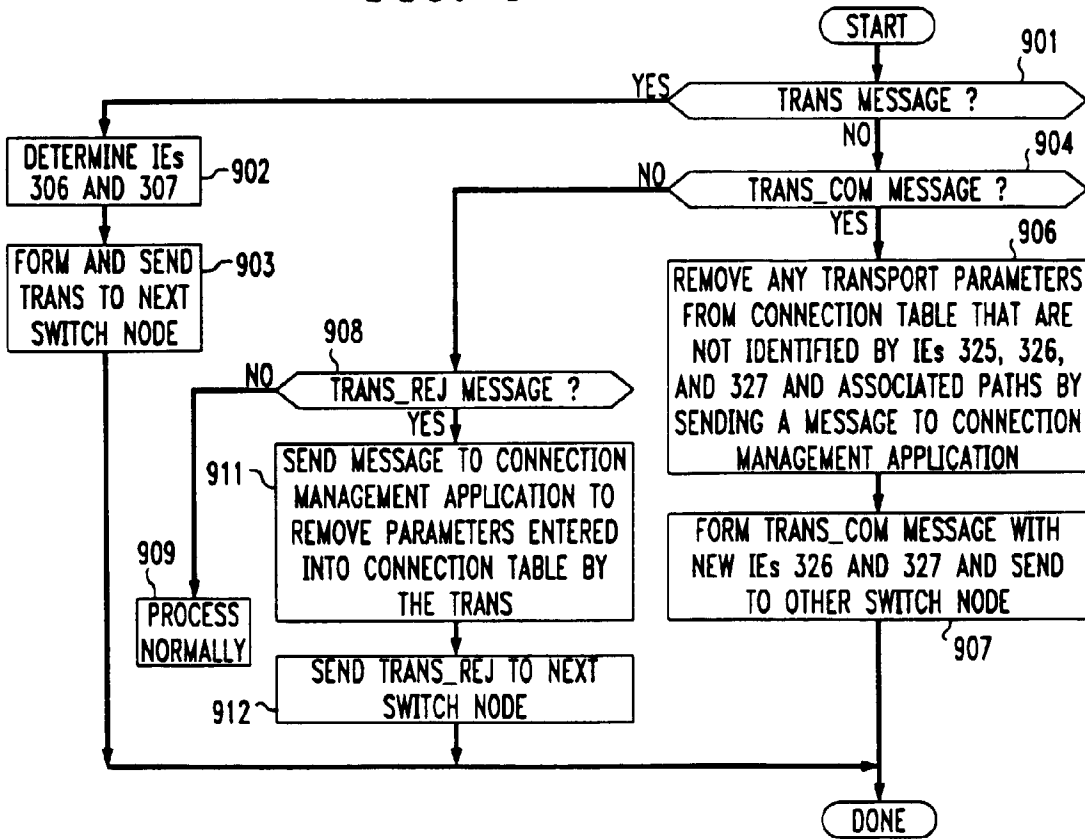 START
901
YES
TRANS MESSAGE ?
NO
904
DETERMINE IEs
306 AND 307
902
NO
TRANS_COM MESSAGE ?
YES
906
FORM AND SEND
TRANS TO NEXT
SWITCH NODE
903
REMOVE ANY TRANSPORT PARAMETERS
FROM CONNECTION TABLE THAT ARE
NOT IDENTIFIED BY IEs 325, 326,
AND 327 AND ASSOCIATED PATHS BY
SENDING A MESSAGE TO CONNECTION
MANAGEMENT APPLICATION
908
NO
TRANS_REJ MESSAGE ?
YES
911
SEND MESSAGE TO CONNECTION
MANAGEMENT APPLICATION TO
REMOVE PARAMETERS ENTERED
INTO CONNECTION TABLE BY
THE TRANS
FORM TRANS_COM MESSAGE WITH
NEW IEs 326 AND 327 AND SEND
TO OTHER SWITCH NODE
907
909
PROCESS
NORMALLY
SEND TRANS_REJ TO NEXT
SWITCH NODE
912
DONE